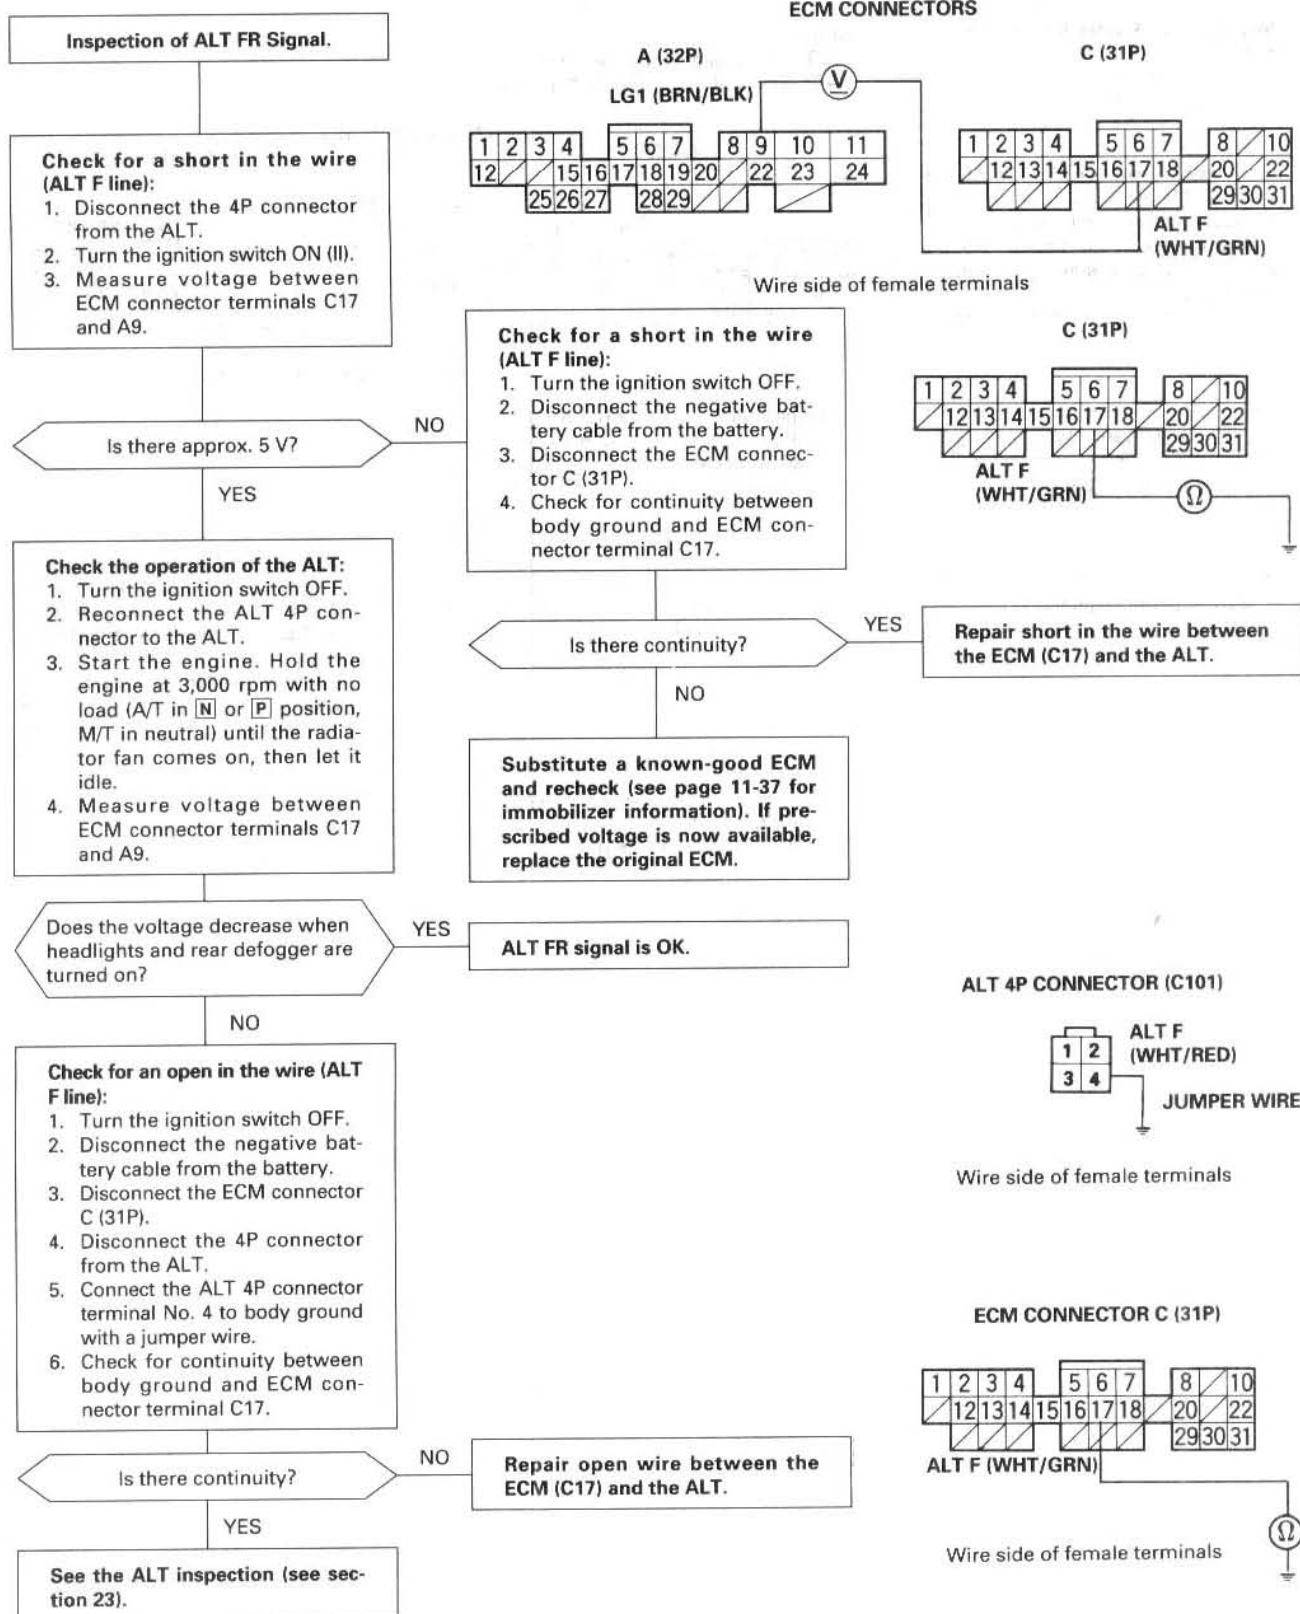 ECM CONNECTORS
Inspection of ALT FR Signal.
A (32P)
C (31P)
LG1 (BRN/BLK)
V
1 2 3 4 5 6 7 8 9 10 11
12 15 16 17 18 19 20 22 23 24
25 26 27 28 29
1 2 3 4 5 6 7 8 10
12 13 14 15 16 17 18 20 22
29 30 31
ALT F
(WHT/GRN)
Wire side of female terminals
Check for a short in the wire
(ALT F line):
1. Disconnect the 4P connector
from the ALT.
2. Turn the ignition switch ON (II).
3. Measure voltage between
ECM connector terminals C17
and A9.
Is there approx. 5 V?
NO
YES
Check for a short in the wire
(ALT F line):
1. Turn the ignition switch OFF.
2. Disconnect the negative bat-
tery cable from the battery.
3. Disconnect the ECM connec-
tor C (31P).
4. Check for continuity between
body ground and ECM con-
nector terminal C17.
C (31P)
1 2 3 4 5 6 7 8 10
12 13 14 15 16 17 18 20 22
29 30 31
ALT F
(WHT/GRN)
Ω
Is there continuity?
YES
Repair short in the wire between
the ECM (C17) and the ALT.
NO
Substitute a known-good ECM
and recheck (see page 11-37 for
immobilizer information). If pre-
scribed voltage is now available,
replace the original ECM.
Check the operation of the ALT:
1. Turn the ignition switch OFF.
2. Reconnect the ALT 4P con-
nector to the ALT.
3. Start the engine. Hold the
engine at 3,000 rpm with no
load (A/T in N or P position,
M/T in neutral) until the radia-
tor fan comes on, then let it
idle.
4. Measure voltage between
ECM connector terminals C17
and A9.
Does the voltage decrease when
headlights and rear defogger are
turned on?
YES
ALT FR signal is OK.
NO
ALT 4P CONNECTOR (C101)
1 2
3 4
ALT F
(WHT/RED)
JUMPER WIRE
Wire side of female terminals
Check for an open in the wire (ALT
F line):
1. Turn the ignition switch OFF.
2. Disconnect the negative bat-
tery cable from the battery.
3. Disconnect the ECM connector
C (31P).
4. Disconnect the 4P connector
from the ALT.
5. Connect the ALT 4P connector
terminal No. 4 to body ground
with a jumper wire.
6. Check for continuity between
body ground and ECM con-
nector terminal C17.
ECM CONNECTOR C (31P)
1 2 3 4 5 6 7 8 10
12 13 14 15 16 17 18 20 22
29 30 31
ALT F (WHT/GRN)
Ω
Wire side of female terminals
Is there continuity?
NO
Repair open wire between the
ECM (C17) and the ALT.
YES
See the ALT inspection (see sec-
tion 23).